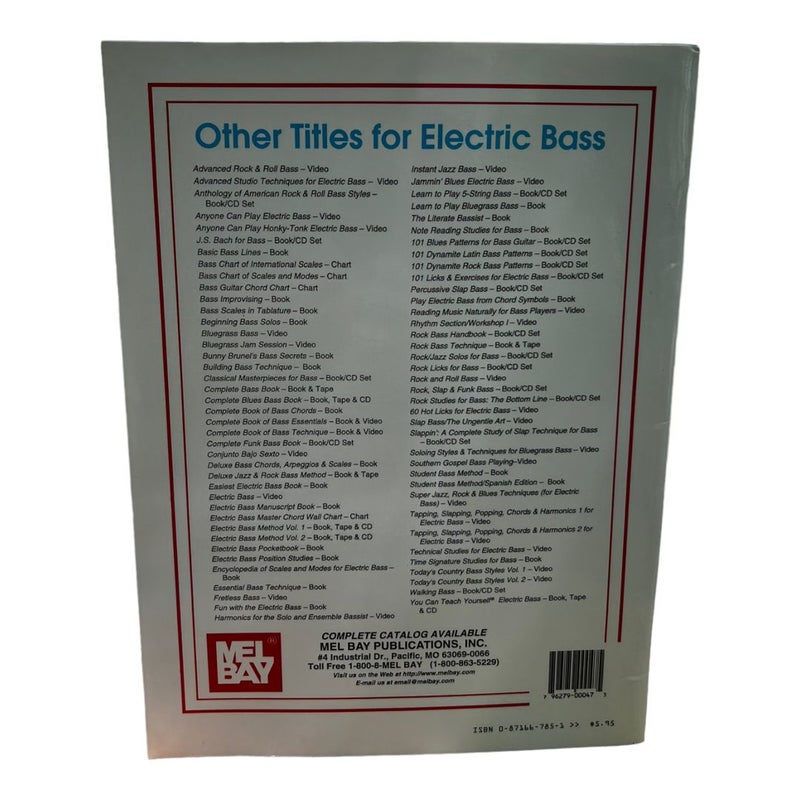 Other Titles for Electric Bass
Advanced Rock & Roll Bass – Video
Advanced Studio Techniques for Electric Bass – Video
Anthology of American Rock & Roll Bass Styles –
Book/CD Set
Anyone Can Play Electric Bass – Video
Anyone Can Play Honky-Tonk Electric Bass – Video
J.S. Bach for Bass – Book/CD Set
Basic Bass Lines – Book
Bass Chart of International Scales – Chart
Bass Chart of Scales and Modes – Chart
Bass Guitar Chord Chart – Chart
Bass Improvising – Book
Bass Scales in Tablature – Book
Beginning Bass Solos – Book
Bluegrass Bass – Video
Bluegrass Jam Session – Video
Bunny Brunel's Bass Secrets – Book
Building Bass Technique – Book
Classical Masterpieces for Bass – Book/CD Set
Complete Bass Book – Book & Tape
Complete Blues Bass Book – Book, Tape & CD
Complete Book of Bass Chords – Book
Complete Book of Bass Essentials – Book & Video
Complete Book of Bass Technique – Book & Video
Complete Funk Bass Book – Book/CD Set
Conjunto Bajo Sexto – Video
Deluxe Bass Chords, Arpeggios & Scales – Book
Deluxe Jazz & Rock Bass Method – Book & Tape
Easiest Electric Bass Book – Book
Electric Bass – Video
Electric Bass Manuscript Book – Book
Electric Bass Master Chord Wall Chart – Chart
Electric Bass Method Vol. 1 – Book, Tape & CD
Electric Bass Method Vol. 2 – Book, Tape & CD
Electric Bass Pocketbook – Book
Electric Bass Position Studies – Book
Encyclopedia of Scales and Modes for Electric Bass –
Book
Essential Bass Technique – Book
Fretless Bass – Video
Fun with the Electric Bass – Book
Harmonics for the Solo and Ensemble Bassist – Video
Instant Jazz Bass – Video
Jammin' Blues Electric Bass – Video
Learn to Play 5-String Bass – Book/CD Set
Learn to Play Bluegrass Bass – Book
The Literate Bassist – Book
Note Reading Studies for Bass – Book
101 Blues Patterns for Bass Guitar – Book/CD Set
101 Dynamite Latin Bass Patterns – Book/CD Set
101 Dynamite Rock Bass Patterns – Book/CD Set
101 Licks & Exercises for Electric Bass – Book/CD Set
Percussive Slap Bass – Book/CD Set
Play Electric Bass from Chord Symbols – Book
Reading Music Naturally for Bass Players – Video
Rhythm Section/Workshop I – Video
Rock Bass Handbook – Book/CD Set
Rock Bass Technique – Book & Tape
Rock/Jazz Solos for Bass – Book/CD Set
Rock Licks for Bass – Book/CD Set
Rock and Roll Bass – Video
Rock, Slap & Funk Bass – Book/CD Set
Rock Studies for Bass: The Bottom Line – Book/CD Set
60 Hot Licks for Electric Bass – Video
Slap Bass/The Ungentle Art – Video
Slappin': A Complete Study of Slap Technique for Bass
– Book/CD Set
Soloing Styles & Techniques for Bluegrass Bass – Video
Southern Gospel Bass Playing–Video
Student Bass Method – Book
Student Bass Method/Spanish Edition – Book
Super Jazz, Rock & Blues Techniques (for Electric
Bass) – Video
Tapping, Slapping, Popping, Chords & Harmonics 1 for
Electric Bass – Video
Tapping, Slapping, Popping, Chords & Harmonics 2 for
Electric Bass – Video
Technical Studies for Electric Bass – Video
Time Signature Studies for Bass – Book
Today's Country Bass Styles Vol. 1 – Video
Today's Country Bass Styles Vol. 2 – Video
Walking Bass – Book/CD Set
You Can Teach Yourself® Electric Bass – Book, Tape
& CD
MEL BAY ®
COMPLETE CATALOG AVAILABLE
MEL BAY PUBLICATIONS, INC.
#4 Industrial Dr., Pacific, MO 63069-0066
Toll Free 1-800-8-MEL BAY (1-800-863-5229)
Visit us on the Web at http://www.melbay.com
E-mail us at email@melbay.com
7 96279 00047 3
ISBN 0-87166-785-1 >> $5.95